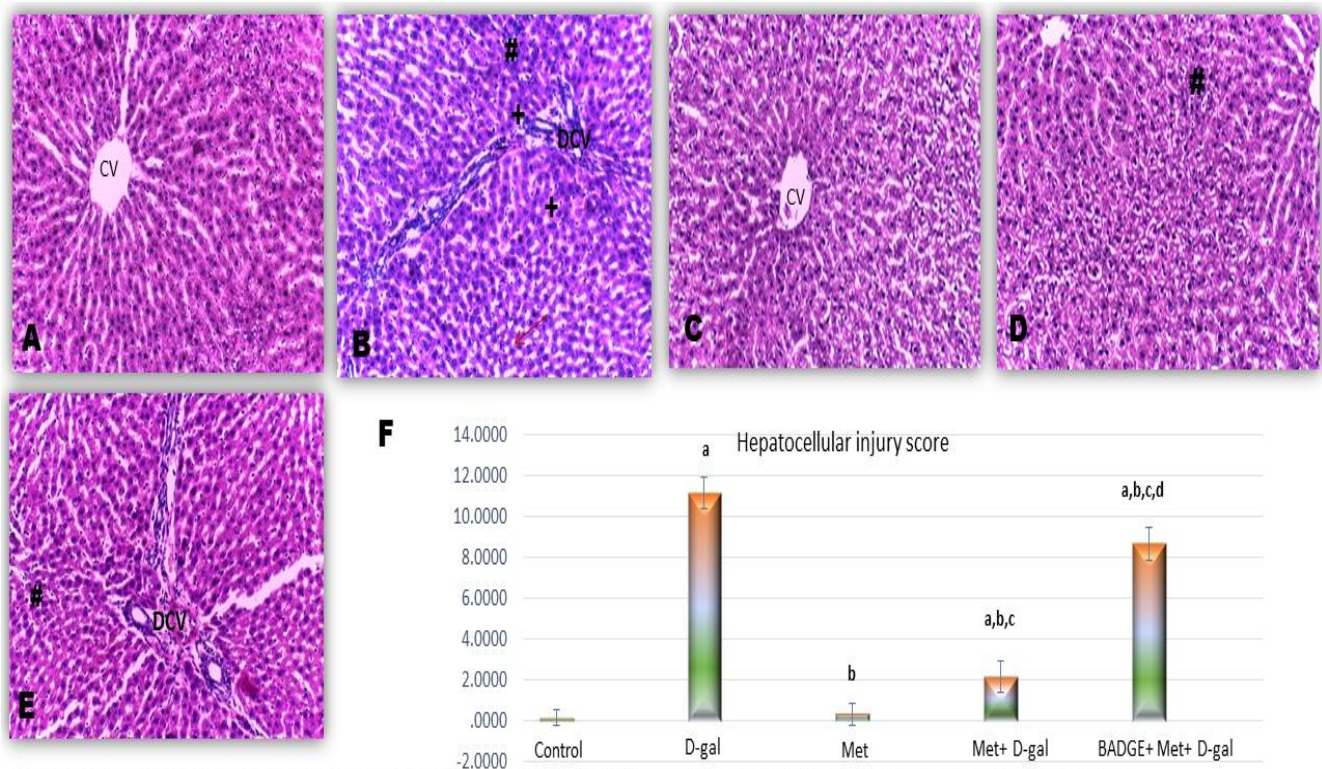 CV
A
#
+
DCV
+
B
CV
C
#
D
#
DCV
E
F
Hepatocellular injury score
14.0000
12.0000
10.0000
8.0000
6.0000
4.0000
2.0000
.0000
-2.0000
a
b
a,b,c
a,b,c,d
Control
D-gal
Met
Met+ D-gal
BADGE+ Met+ D-gal